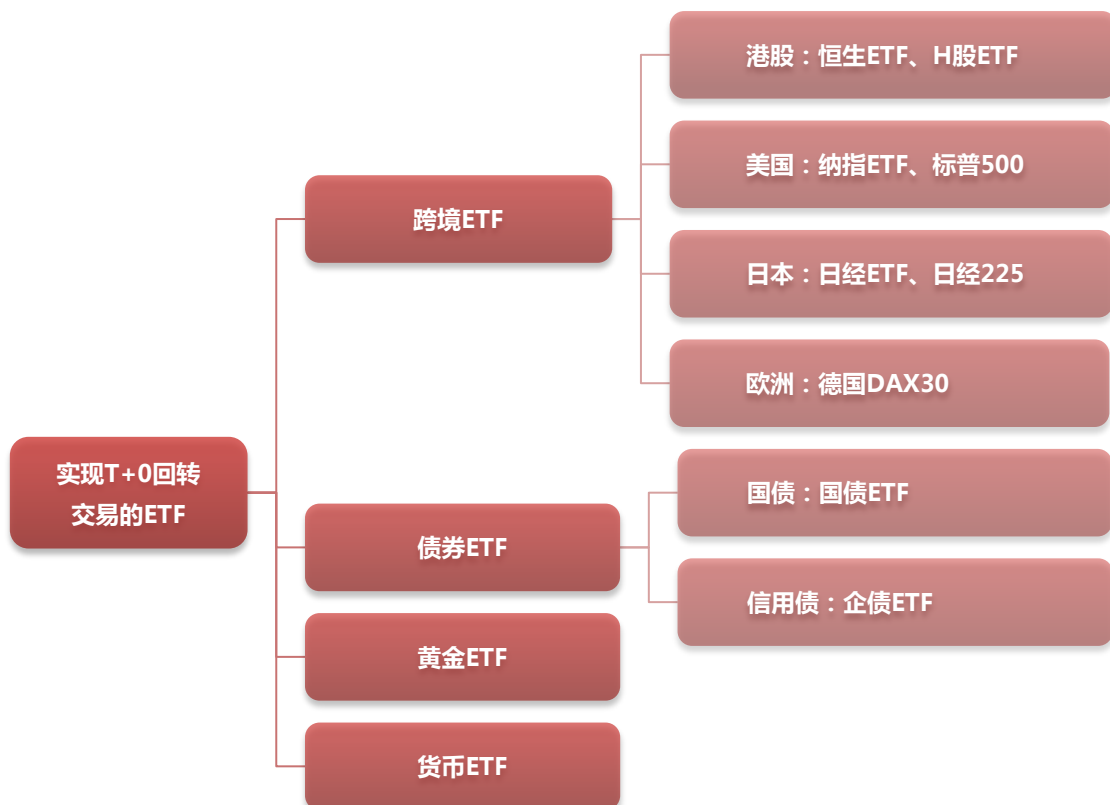 港股：恒生ETF、H股ETF
美国：纳指ETF、标普500
跨境ETF
日本：日经ETF、日经225
欧洲：德国DAX30
实现T+0回转
交易的ETF
国债：国债ETF
债券ETF
信用债：企债ETF
黄金ETF
货币ETF